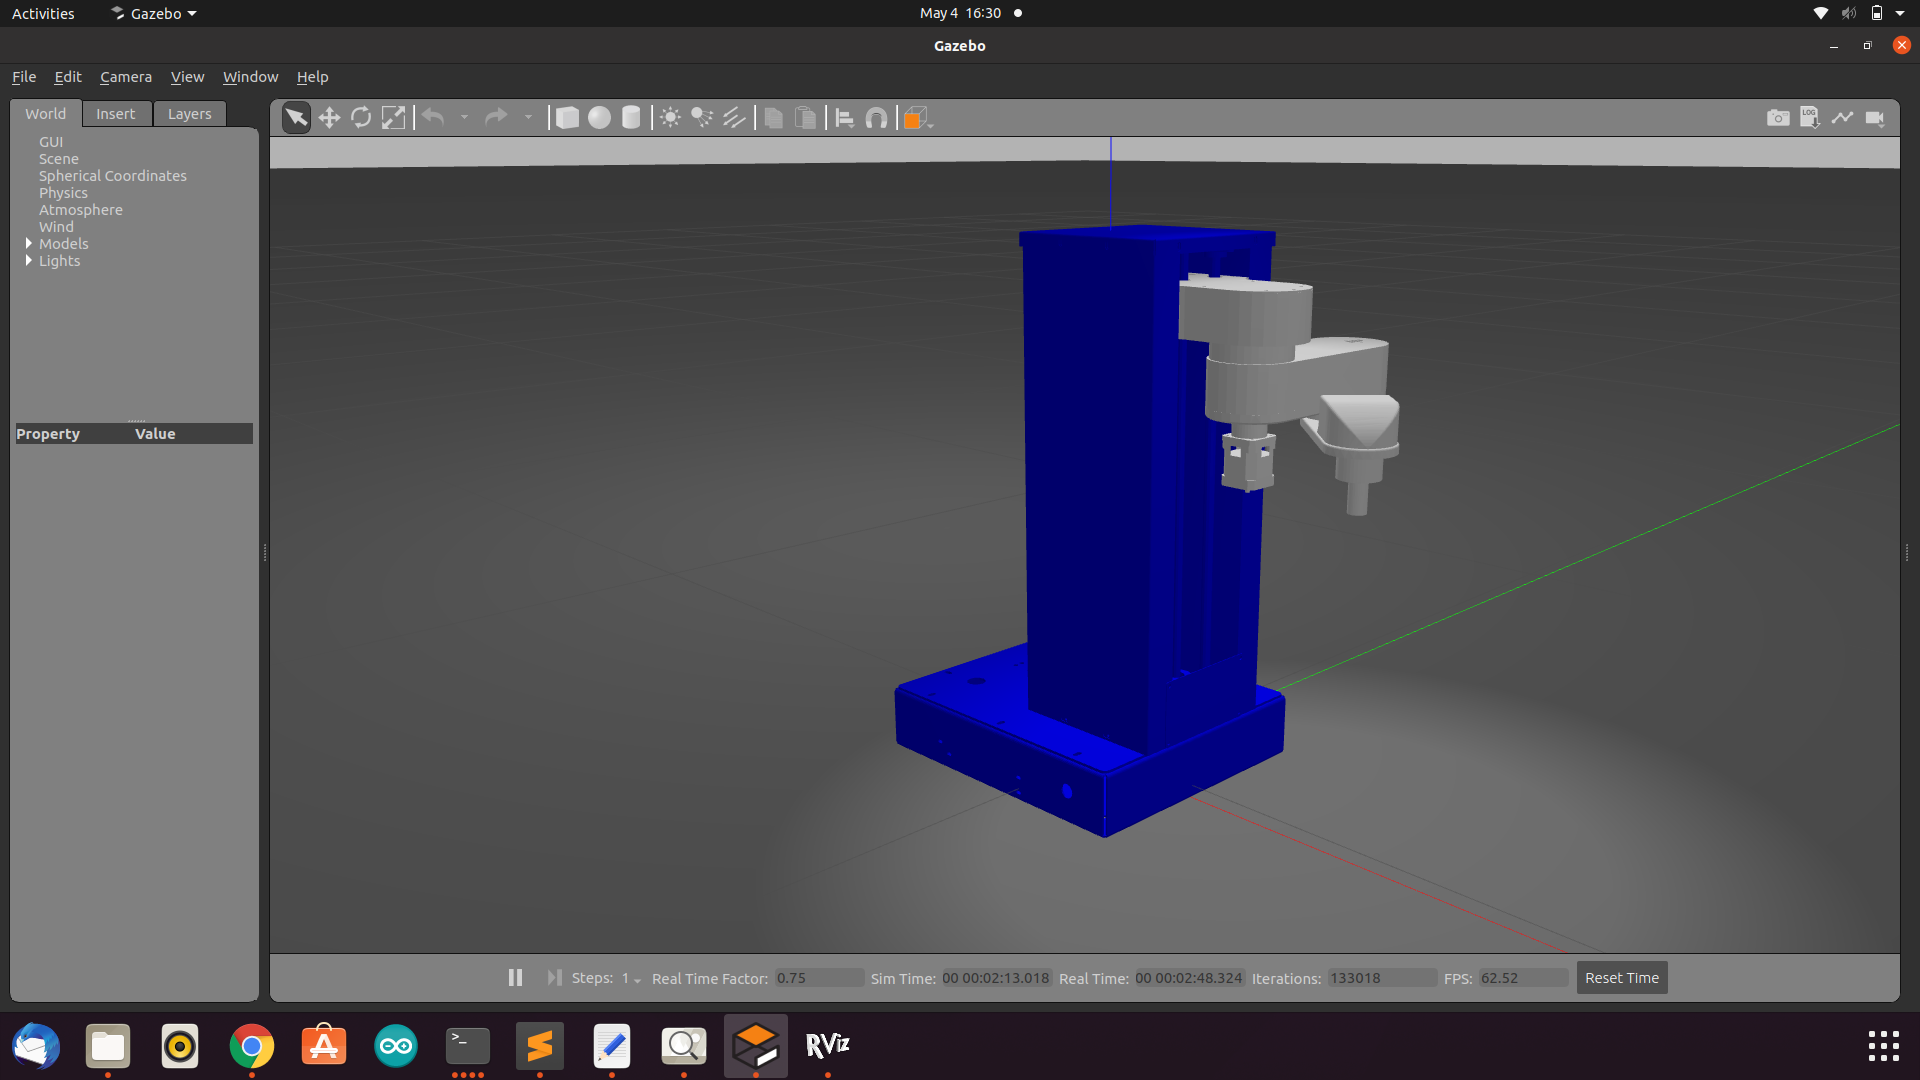 Activities Gazebo May 4 16:30
Gazebo
File Edit Camera View Window Help
World Insert Layers
LOG
GUI
Scene
Spherical Coordinates
Physics
Atmosphere
Wind
Models
Lights
Property Value
Steps: 1 Real Time Factor: 0.75 Sim Time: 00 00:02:13.018 Real Time: 00 00:02:48.324 Iterations: 133018 FPS: 62.52 Reset Time
>_ RViz